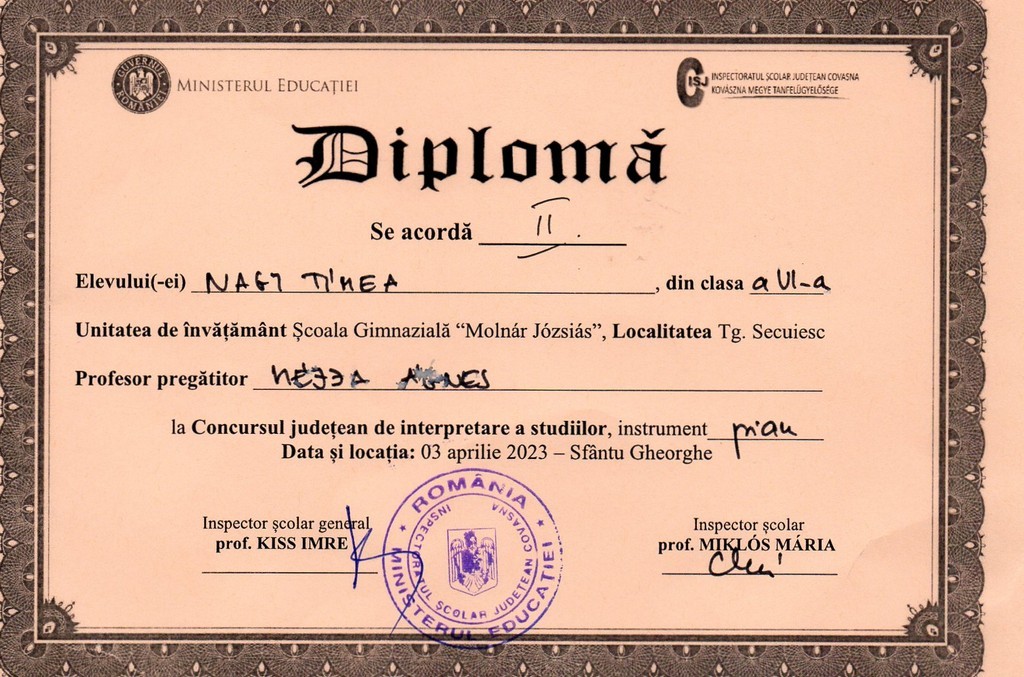 GUVERNUL ROMÂNIEI
MINISTERUL EDUCAȚIEI
CISJ INSPECTORATUL ȘCOLAR JUDEȚEAN COVASNA
KOVÁSZNA MEGYE TANFELÜGYELŐSÉGE
Diplomă
Se acordă II.
Elevului(-ei) NAGY TÍMEA, din clasa a VI-a
Unitatea de învățământ Școala Gimnazială “Molnár Józsiás”, Localitatea Tg. Secuiesc
Profesor pregătitor HÉJJA ÁGNES
la Concursul județean de interpretare a studiilor, instrument pian
Data și locația: 03 aprilie 2023 – Sfântu Gheorghe
Inspector școlar general
prof. KISS IMRE
Inspector școlar
prof. MIKLÓS MÁRIA
ROMÂNIA
MINISTERUL EDUCAȚIEI
INSPECTORATUL ȘCOLAR JUDEȚEAN COVASNA